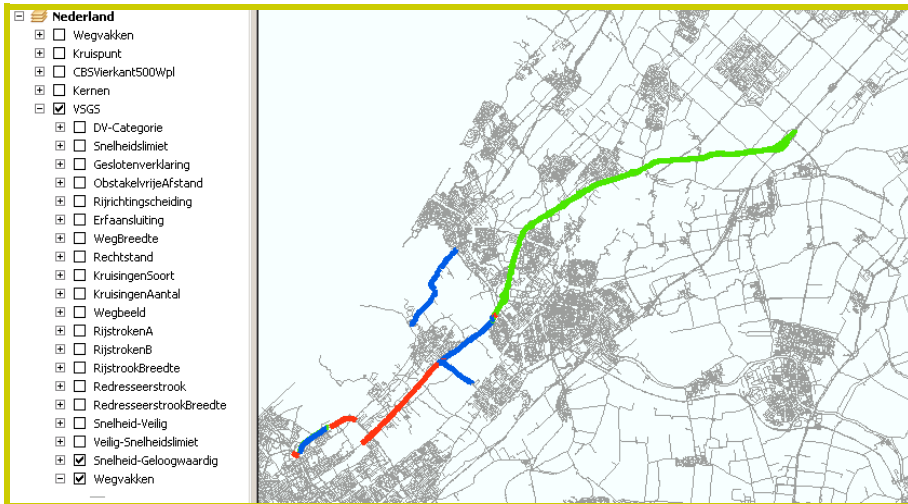 Nederland
Wegvakken
Kruispunt
CBSVierkant500Wpl
Kernen
VSGS
DV-Categorie
Snelheidslimiet
Geslotenverklaring
ObstakelvrijeAfstand
Rijrichtingscheiding
Erfaansluiting
WegBreedte
Rechtstand
KruisingenSoort
KruisingenAantal
Wegbeeld
RijstrokenA
RijstrokenB
RijstrookBreedte
Redresseerstrook
RedresseerstrookBreedte
Snelheid-Veilig
Veilig-Snelheidslimiet
Snelheid-Geloogwaardig
Wegvakken